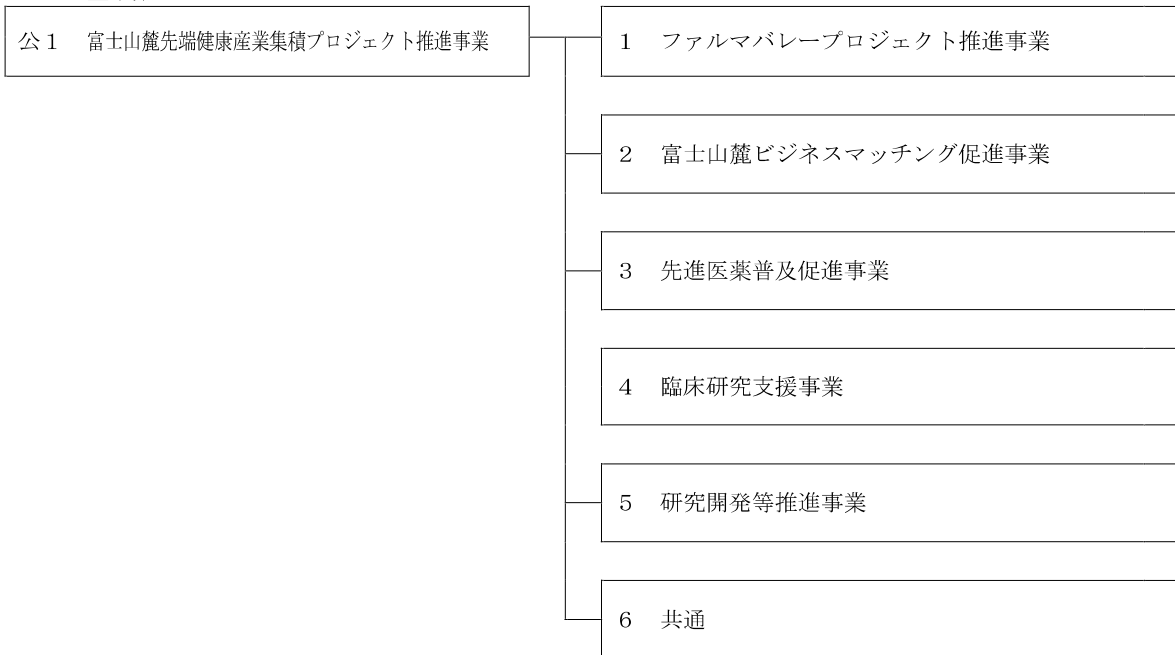 公１　富士山麓先端健康産業集積プロジェクト推進事業
１　ファルマバレープロジェクト推進事業
２　富士山麓ビジネスマッチング促進事業
３　先進医薬普及促進事業
４　臨床研究支援事業
５　研究開発等推進事業
６　共通